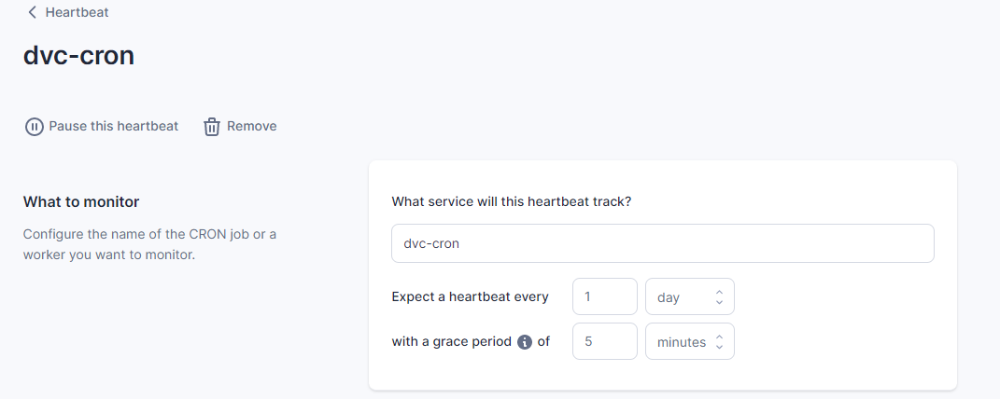 Heartbeat
dvc-cron
Pause this heartbeat Remove
What to monitor
Configure the name of the CRON job or a
worker you want to monitor.
What service will this heartbeat track?
dvc-cron
Expect a heartbeat every 1 day
with a grace period of 5 minutes